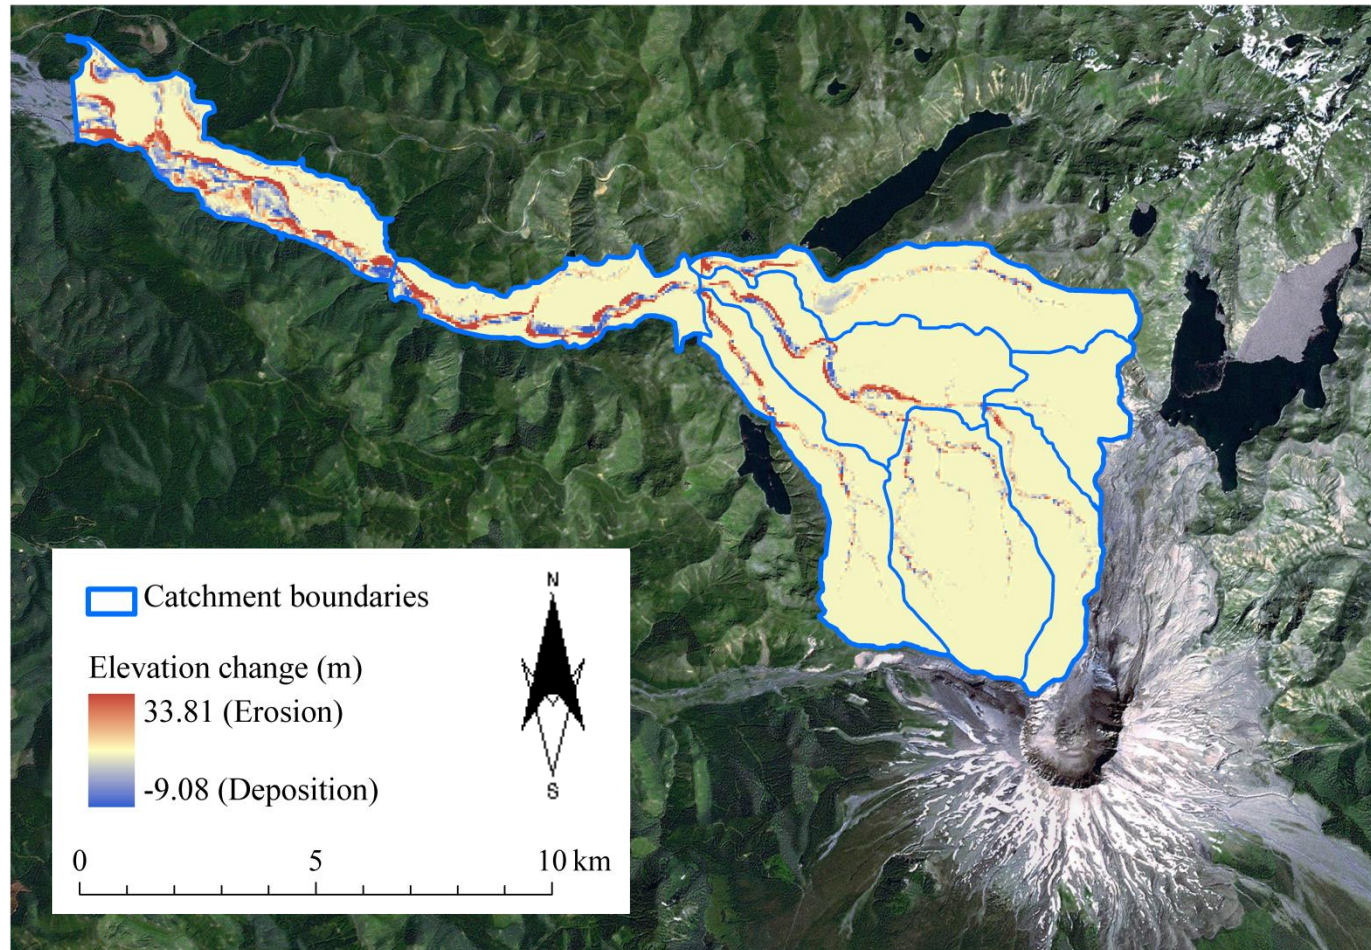 Catchment boundaries
Elevation change (m)
33.81 (Erosion)
-9.08 (Deposition)
N
S
0 5 10 km